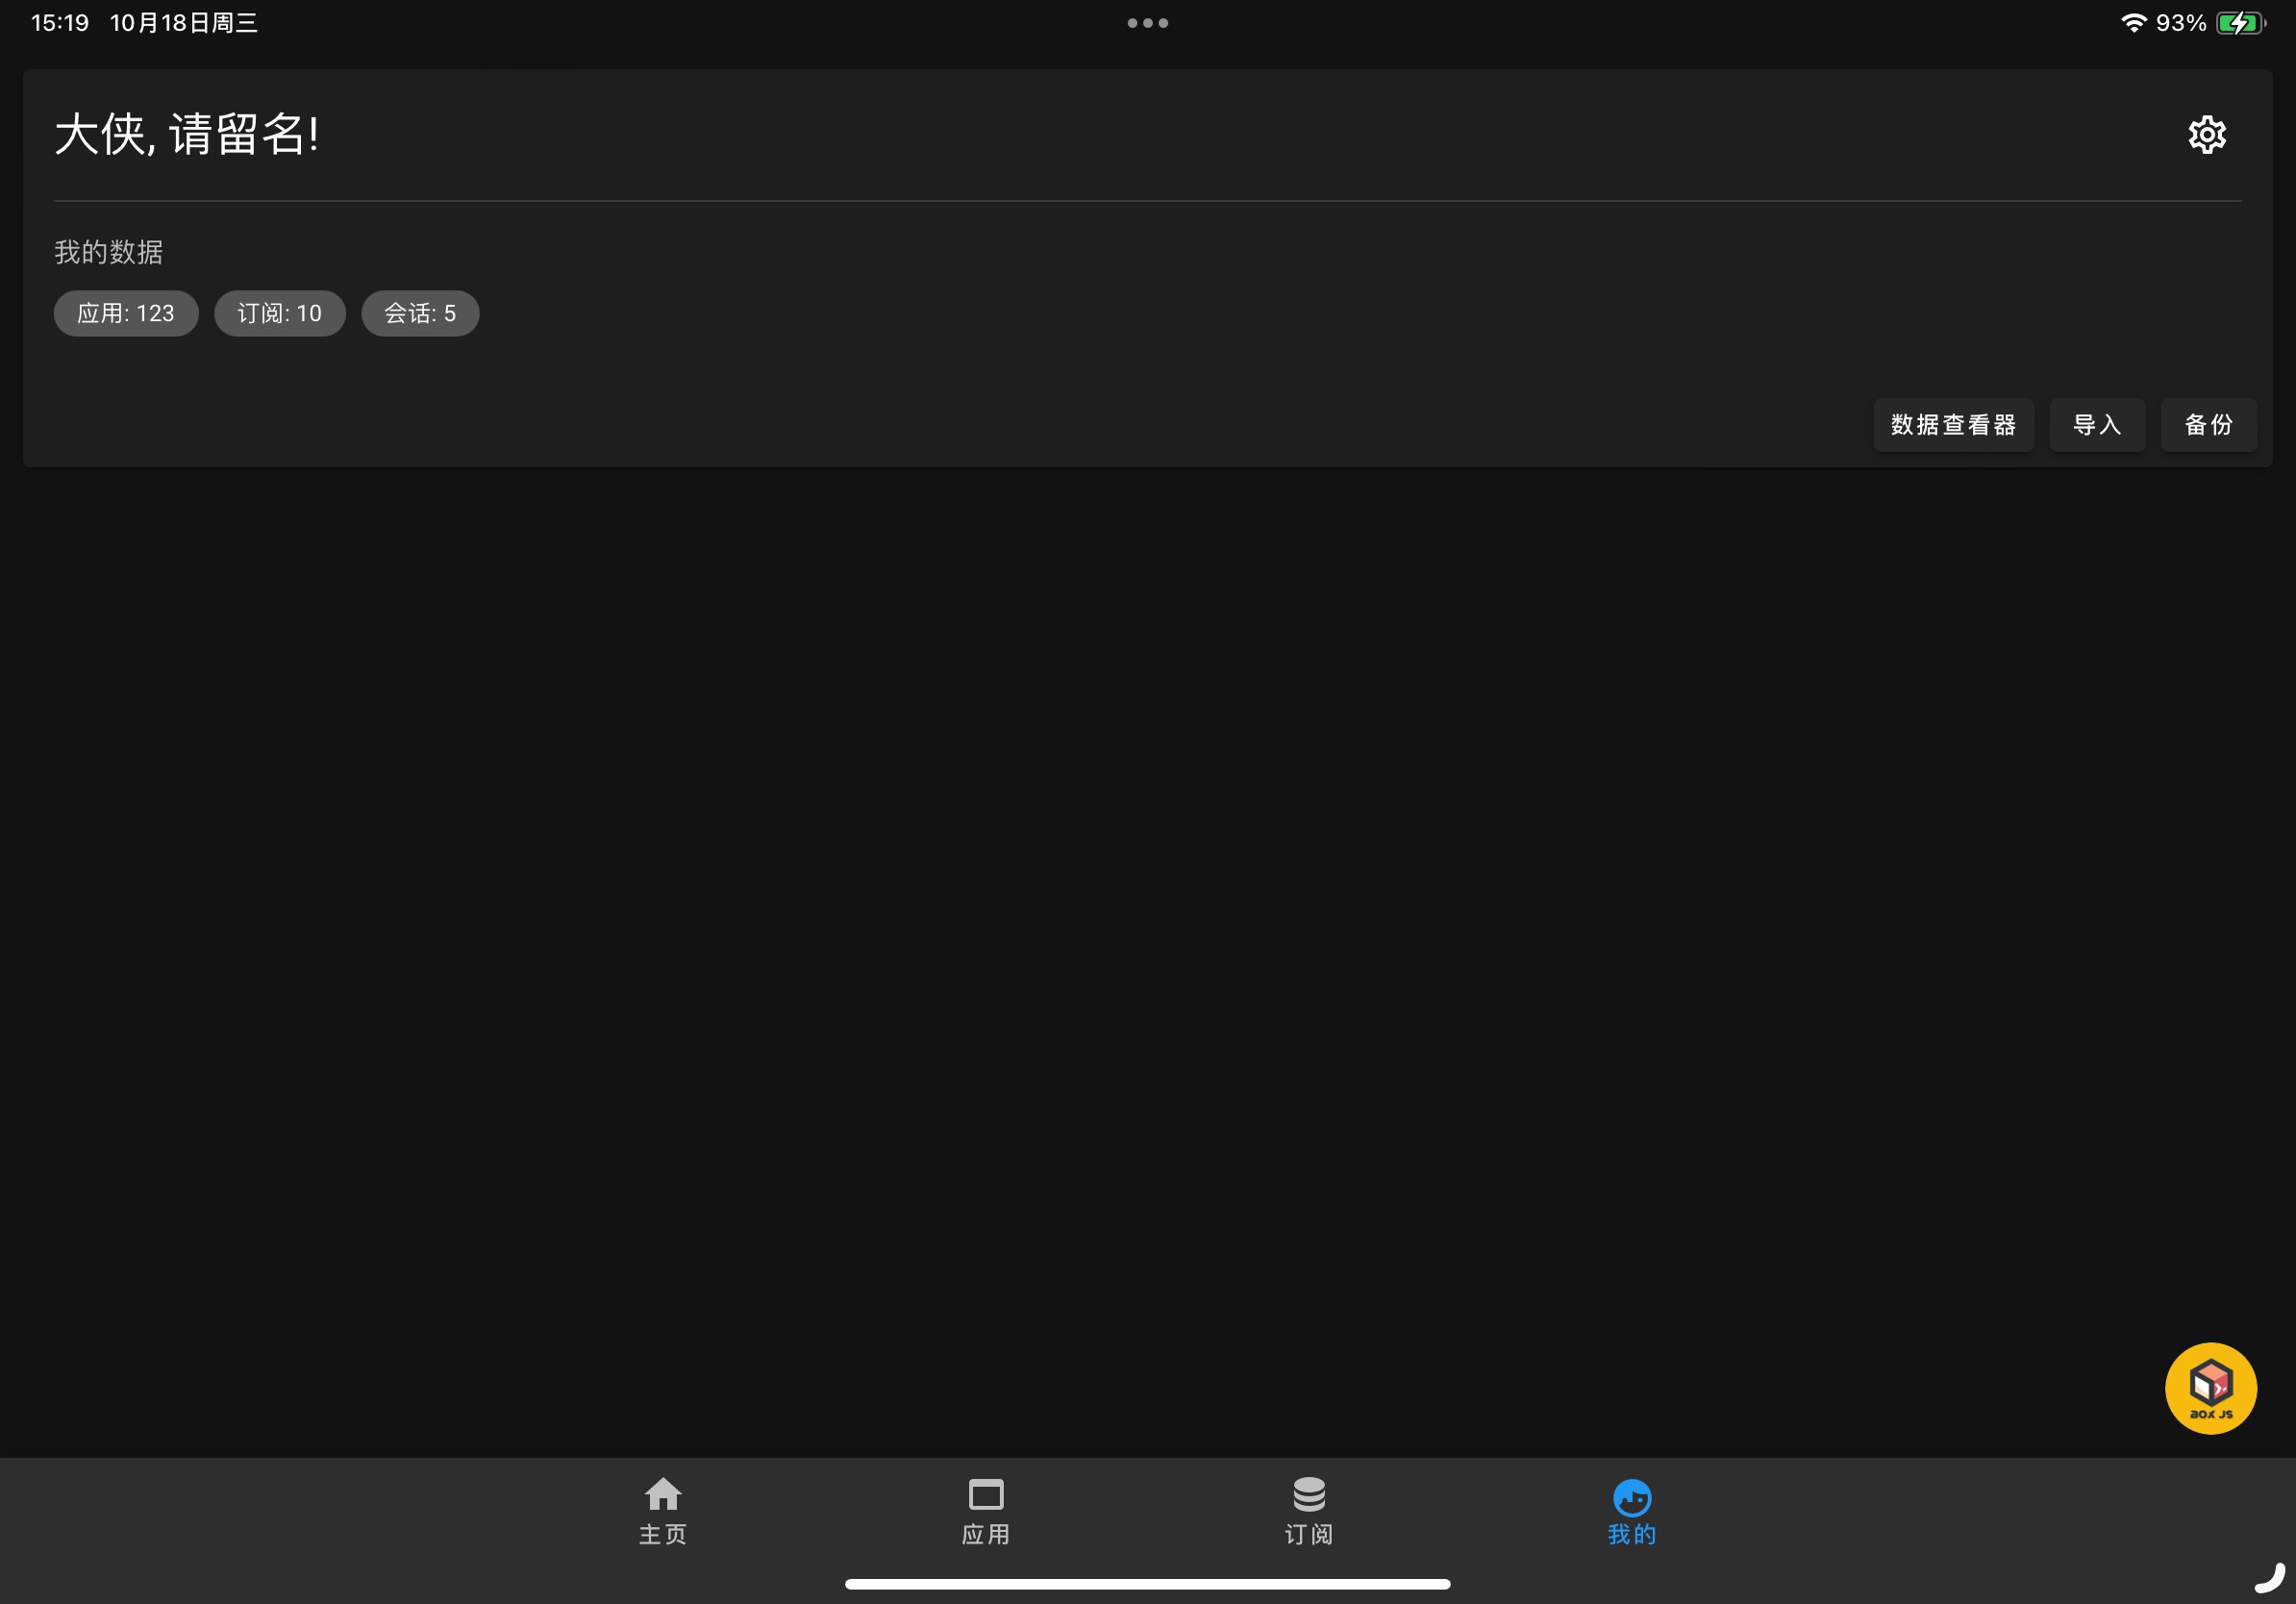 15:19 10月18日周三 93%
大侠, 请留名!
我的数据
应用: 123 订阅: 10 会话: 5
数据查看器 导入 备份
BOX JS
主页 应用 订阅 我的